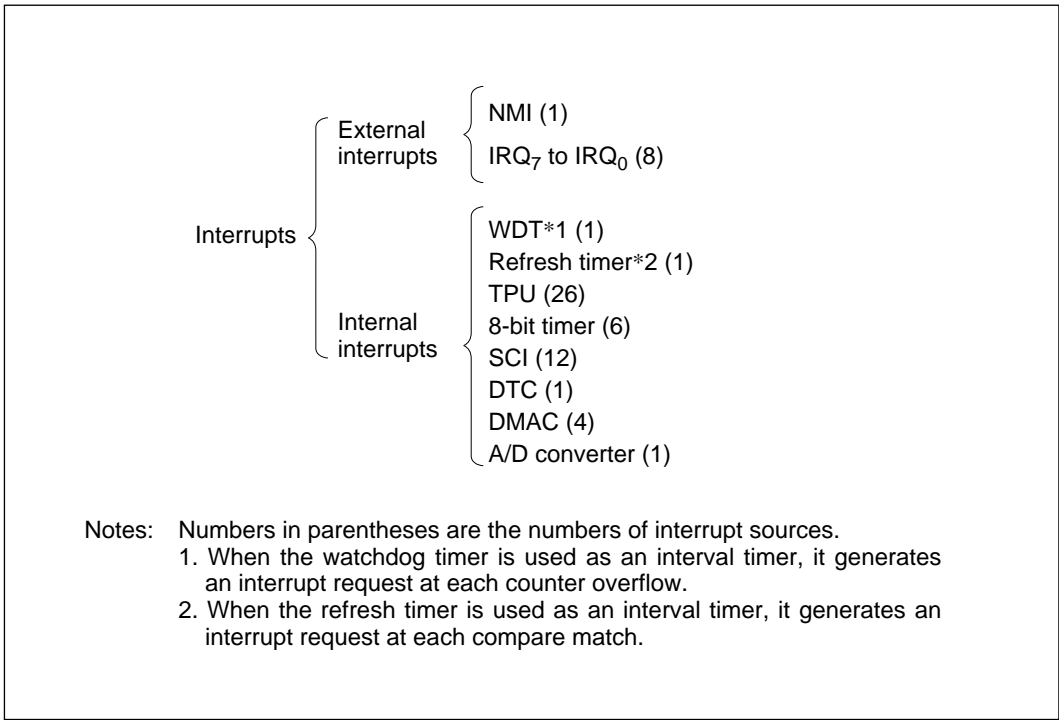 Interrupts
External
interrupts
NMI (1)
IRQ₇ to IRQ₀ (8)
Internal
interrupts
WDT*1 (1)
Refresh timer*2 (1)
TPU (26)
8-bit timer (6)
SCI (12)
DTC (1)
DMAC (4)
A/D converter (1)
Notes: Numbers in parentheses are the numbers of interrupt sources.
1. When the watchdog timer is used as an interval timer, it generates
an interrupt request at each counter overflow.
2. When the refresh timer is used as an interval timer, it generates an
interrupt request at each compare match.